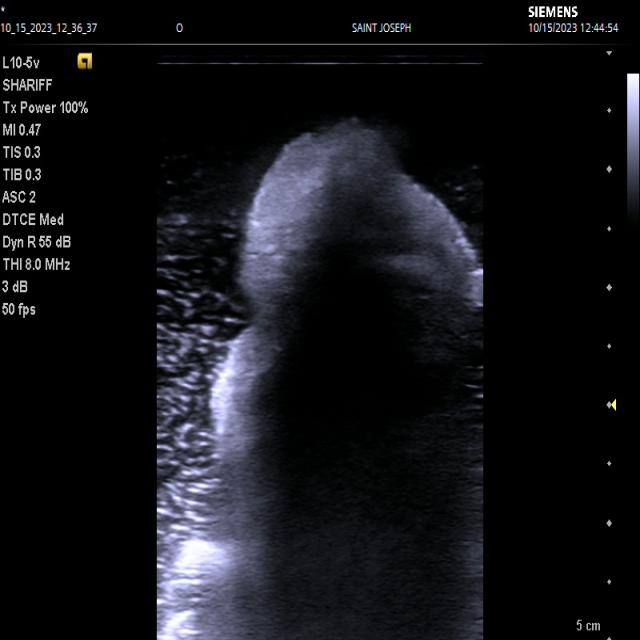 *
SIEMENS
10_15_2023_12_36_37 O SAINT JOSEPH 10/15/2023 12:44:54
L10-5v
SHARIFF
Tx Power 100%
MI 0.47
TIS 0.3
TIB 0.3
ASC 2
DTCE Med
Dyn R 55 dB
THI 8.0 MHz
3 dB
50 fps
5 cm